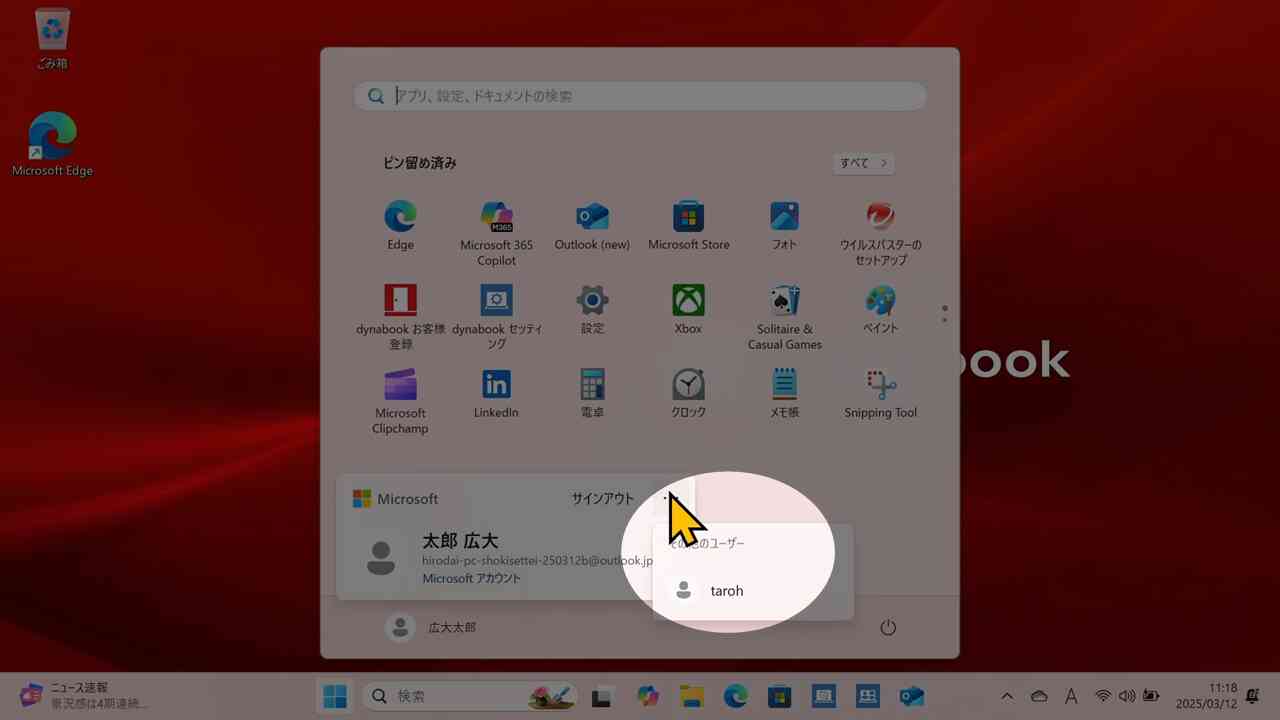 ごみ箱
Microsoft Edge
アプリ、設定、ドキュメントの検索
ピン留め済み
すべて
Edge
Microsoft 365
Copilot
Outlook (new)
Microsoft Store
フォト
ウイルスバスターの
セットアップ
dynabook お客様
登録
dynabook セッティ
ング
設定
Xbox
Solitaire &
Casual Games
ペイント
book
Microsoft
Clipchamp
LinkedIn
電卓
クロック
メモ帳
Snipping Tool
Microsoft
サインアウト
太郎 広大
hirodai-pc-shokisettei-250312b@outlook.jp
Microsoft アカウント
その他のユーザー
taroh
広大太郎
ニュース速報
景況感は4期連続...
検索
A
11:18
2025/03/12